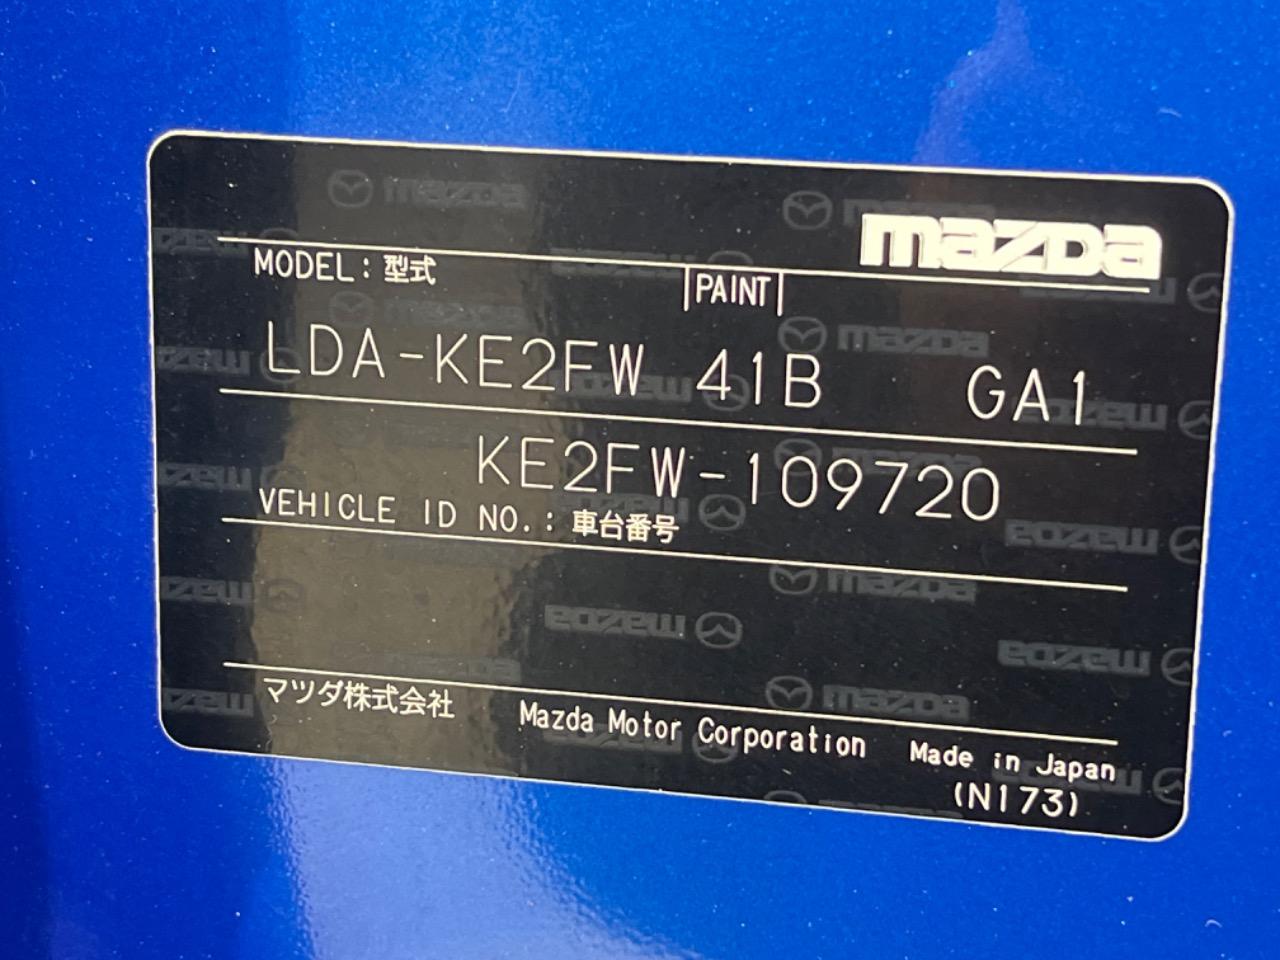 mazda
MODEL：型式 PAINT
LDA-KE2FW 41B GA1
KE2FW-109720
VEHICLE ID NO.：車台番号
マツダ株式会社 Mazda Motor Corporation Made in Japan
(N173)